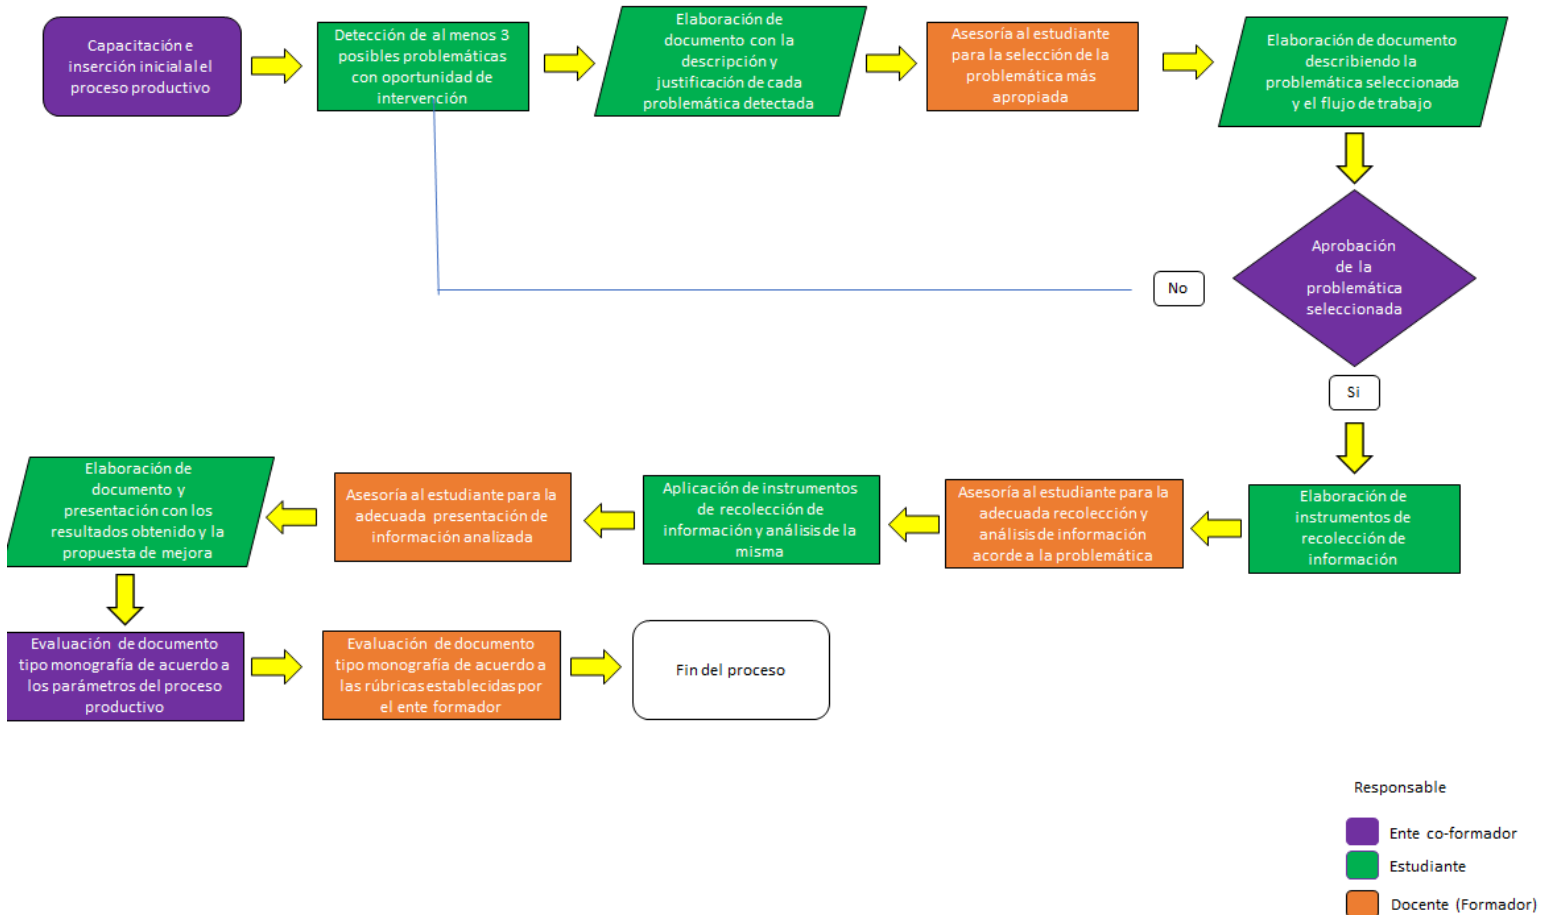 Capacitación e
inserción inicial al el
proceso productivo
Detección de al menos 3
posibles problemáticas
con oportunidad de
intervención
Elaboración de
documento con la
descripción y
justificación de cada
problemática detectada
Asesoría al estudiante
para la selección de la
problemática más
apropiada
Elaboración de documento
describiendo la
problemática seleccionada
y el flujo de trabajo
Aprobación
de la
problemática
seleccionada
No
Si
Elaboración de
instrumentos de
recolección de
información
Asesoría al estudiante para la
adecuada recolección y
análisis de información
acorde a la problemática
Aplicación de instrumentos
de recolección de
información y análisis de la
misma
Asesoría al estudiante para la
adecuada presentación de
información analizada
Elaboración de
documento y
presentación con los
resultados obtenido y la
propuesta de mejora
Evaluación de documento
tipo monografía de acuerdo a
los parámetros del proceso
productivo
Evaluación de documento
tipo monografía de acuerdo a
las rúbricas establecidas por
el ente formador
Fin del proceso
Responsable
Ente co-formador
Estudiante
Docente (Formador)